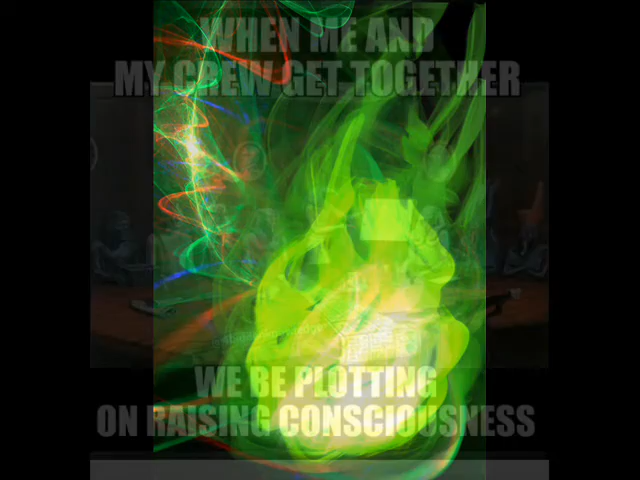 WHEN ME AND
MY CREW GET TOGETHER
WE BE PLOTTING
ON RAISING CONSCIOUSNESS